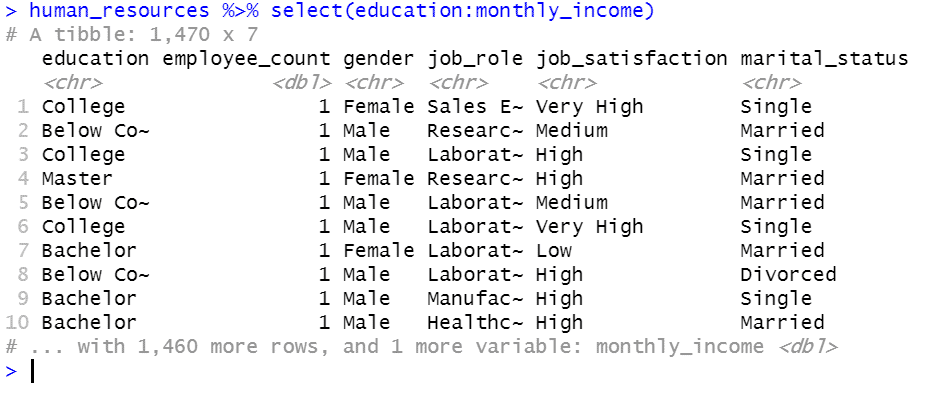 > human_resources %>% select(education:monthly_income)
# A tibble: 1,470 x 7
   education employee_count gender job_role job_satisfaction marital_status
   <chr>              <dbl> <chr>  <chr>    <chr>            <chr>
 1 College                1 Female Sales E~ Very High        Single
 2 Below Co~              1 Male   Researc~ Medium           Married
 3 College                1 Male   Laborat~ High             Single
 4 Master                 1 Female Researc~ High             Married
 5 Below Co~              1 Male   Laborat~ Medium           Married
 6 College                1 Male   Laborat~ Very High        Single
 7 Bachelor               1 Female Laborat~ Low              Married
 8 Below Co~              1 Male   Laborat~ High             Divorced
 9 Bachelor               1 Male   Manufac~ High             Single
10 Bachelor               1 Male   Healthc~ High             Married
# ... with 1,460 more rows, and 1 more variable: monthly_income <dbl>
>